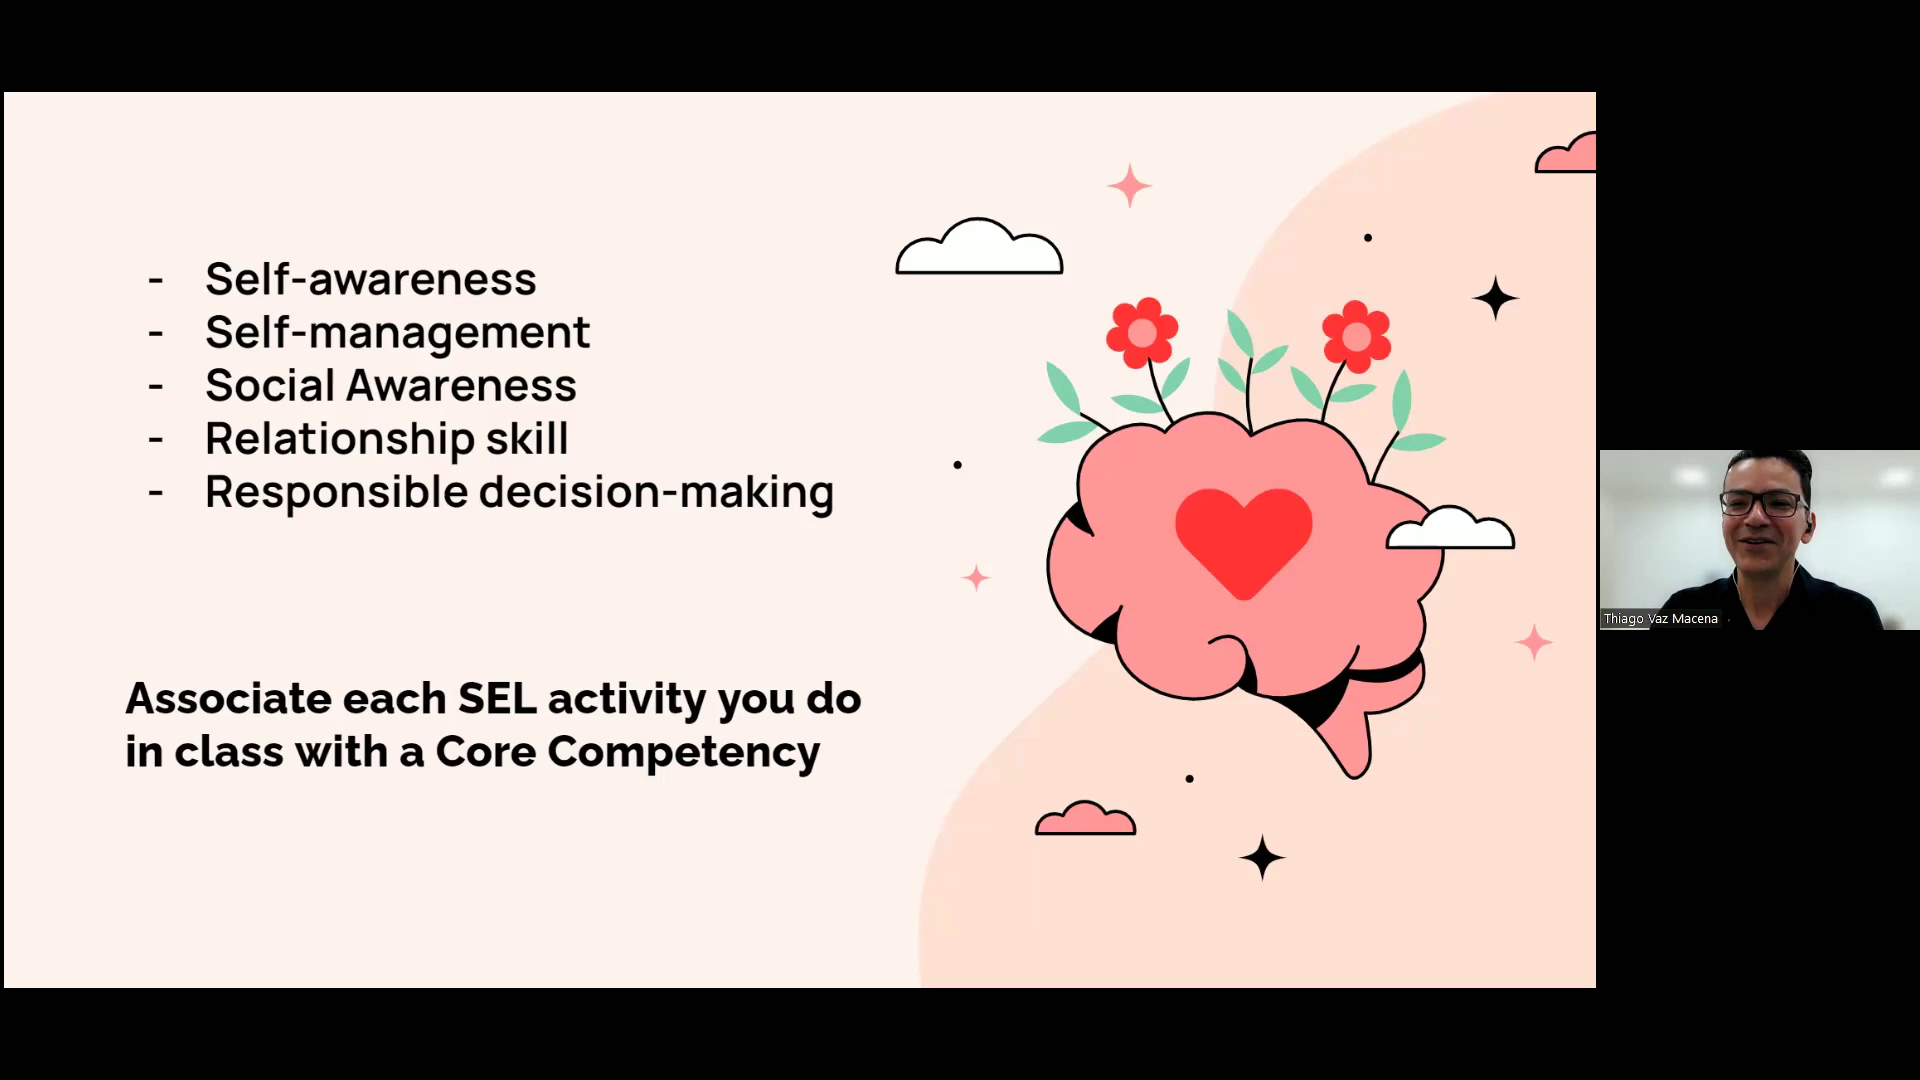 - Self-awareness
- Self-management
- Social Awareness
- Relationship skill
- Responsible decision-making
Associate each SEL activity you do
in class with a Core Competency
Thiago Vaz Macena